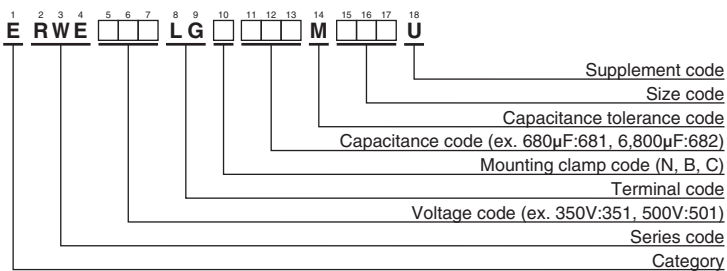 1 2 3 4 5 6 7 8 9 10 11 12 13 14 15 16 17 18
E RWE LG M U
Supplement code
Size code
Capacitance tolerance code
Capacitance code (ex. 680µF:681, 6,800µF:682)
Mounting clamp code (N, B, C)
Terminal code
Voltage code (ex. 350V:351, 500V:501)
Series code
Category